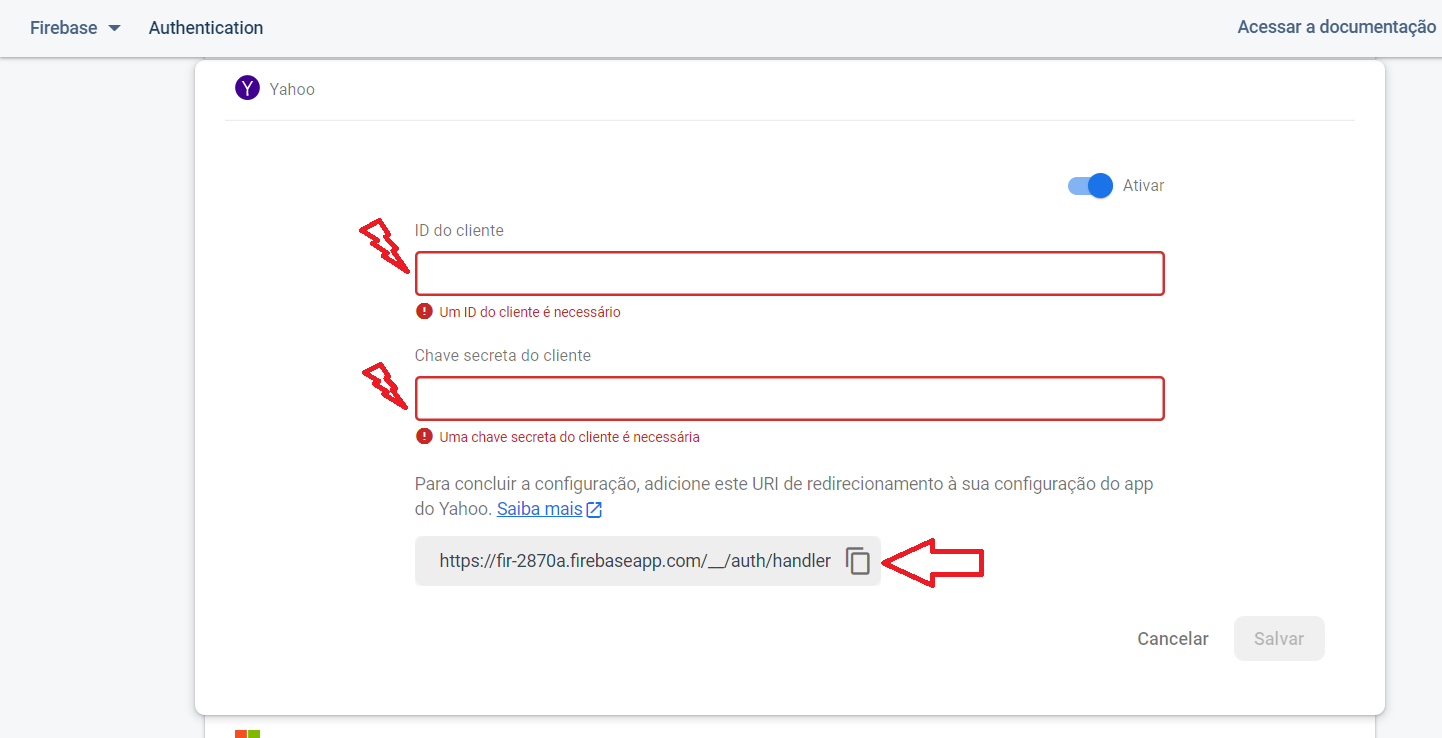 Firebase Authentication Acessar a documentação
Y Yahoo
Ativar
ID do cliente
Um ID do cliente é necessário
Chave secreta do cliente
Uma chave secreta do cliente é necessária
Para concluir a configuração, adicione este URI de redirecionamento à sua configuração do app
do Yahoo. Saiba mais
https://fir-2870a.firebaseapp.com/__/auth/handler
Cancelar Salvar